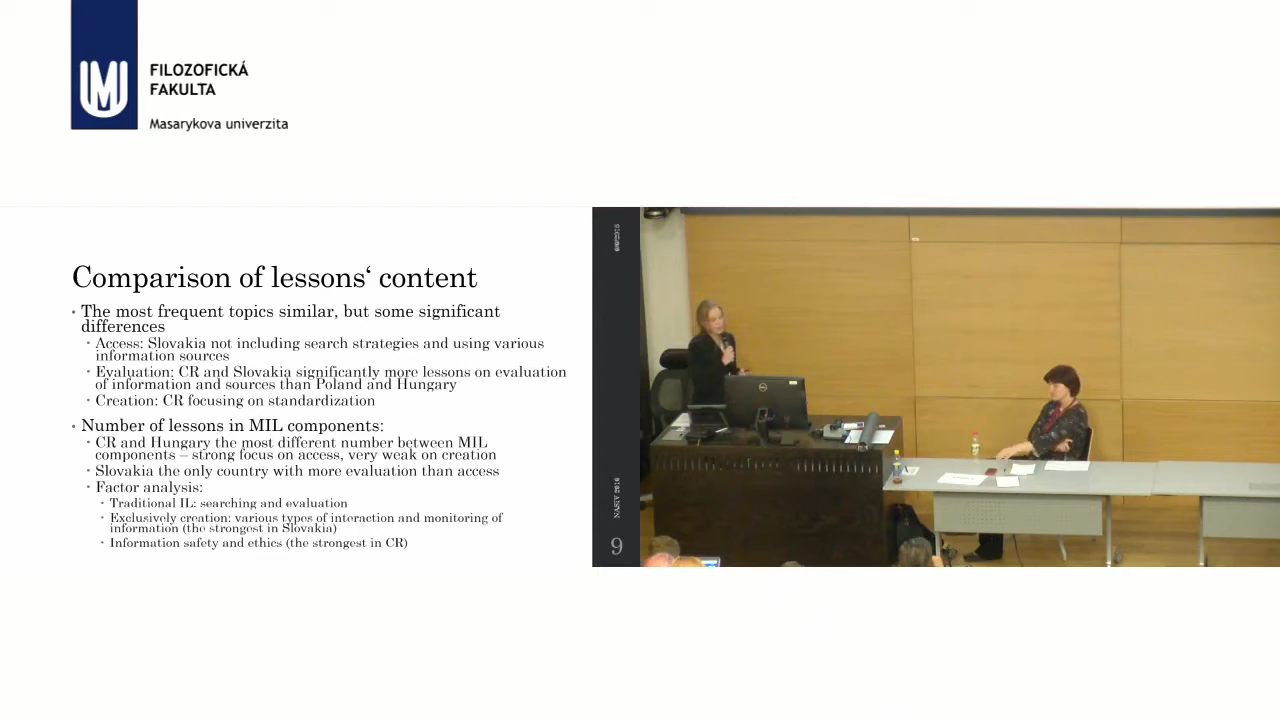 FILOZOFICKÁ
FAKULTA
Masarykova univerzita
Comparison of lessons‘ content
• The most frequent topics similar, but some significant
differences
• Access: Slovakia not including search strategies and using various
information sources
• Evaluation: CR and Slovakia significantly more lessons on evaluation
of information and sources than Poland and Hungary
• Creation: CR focusing on standardization
• Number of lessons in MIL components:
• CR and Hungary the most different number between MIL
components – strong focus on access, very weak on creation
• Slovakia the only country with more evaluation than access
• Factor analysis:
• Traditional IL: searching and evaluation
• Exclusively creation: various types of interaction and monitoring of
information (the strongest in Slovakia)
• Information safety and ethics (the strongest in CR)
NASIV 2016
9
DELL